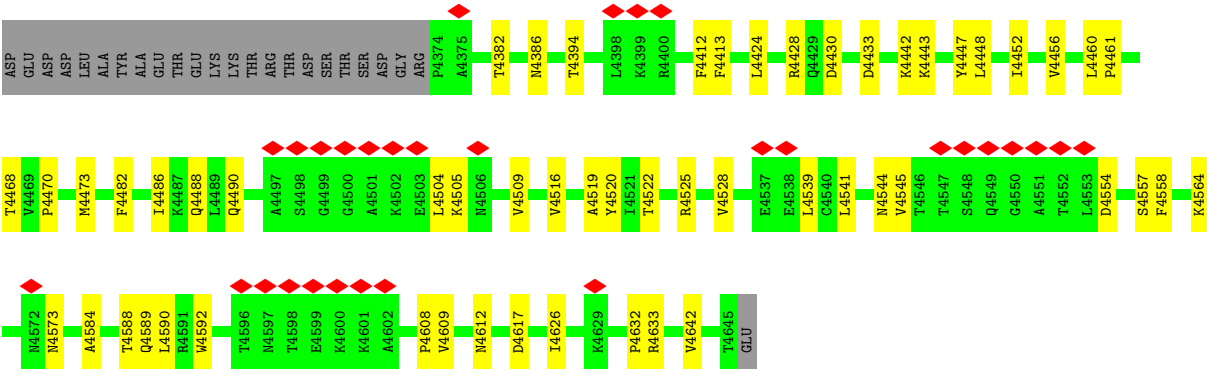 ASP GLU ASP ASP LEU ALA TYR ALA GLU THR GLU LYS LYS THR ARG THR ASP SER THR SER ASP GLY ARG P4374 A4375 T4382 N4386 T4394 L4398 K4399 R4400 F4412 F4413 L4424 R4428 Q4429 D4430 D4433 K4442 K4443 Y4447 L4448 I4452 V4456 L4460 P4461
T4468 V4469 P4470 M4473 F4482 I4486 K4487 Q4488 L4489 Q4490 A4497 S4498 G4499 G4500 A4501 K4502 E4503 L4504 K4505 N4506 V4509 V4516 A4519 Y4520 I4521 T4522 R4525 V4528 E4537 E4538 L4539 C4540 L4541 N4544 V4545 T4546 T4547 S4548 Q4549 G4550 A4551 T4552 L4553 D4554 S4557 F4558 K4564
N4572 N4573 A4584 T4588 Q4589 L4590 R4591 W4592 T4596 N4597 T4598 E4599 K4600 K4601 A4602 P4608 V4609 N4612 D4617 I4626 K4629 P4632 R4633 V4642 T4645 GLU